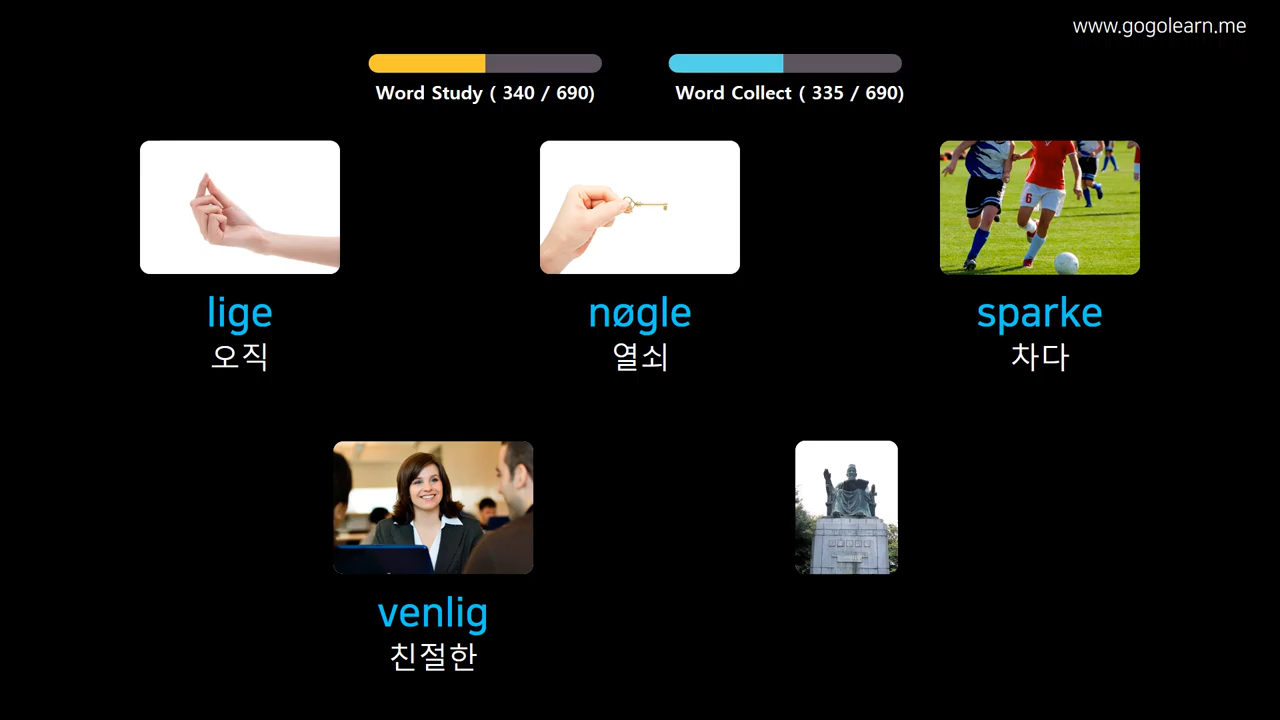 www.gogolearn.me
Word Study ( 340 / 690)
Word Collect ( 335 / 690)
lige
오직
nøgle
열쇠
sparke
차다
venlig
친절한